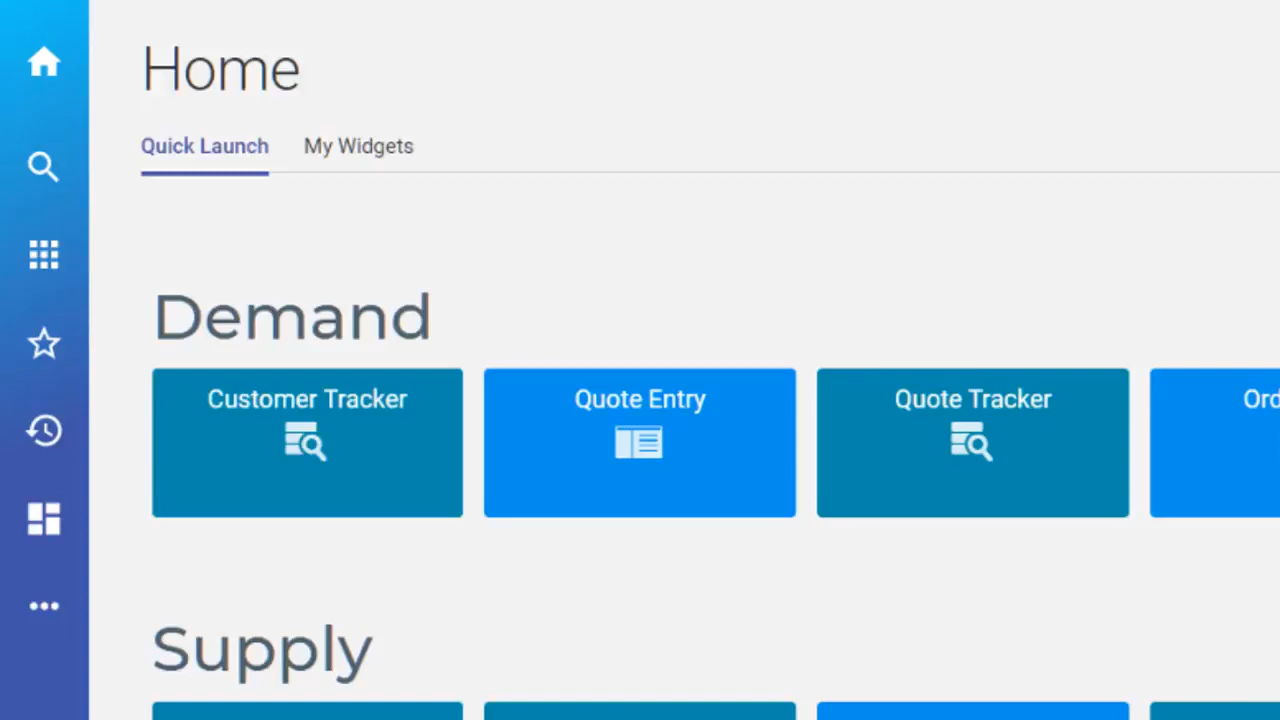 Home
Quick Launch My Widgets
Demand
Customer Tracker Quote Entry Quote Tracker
Supply